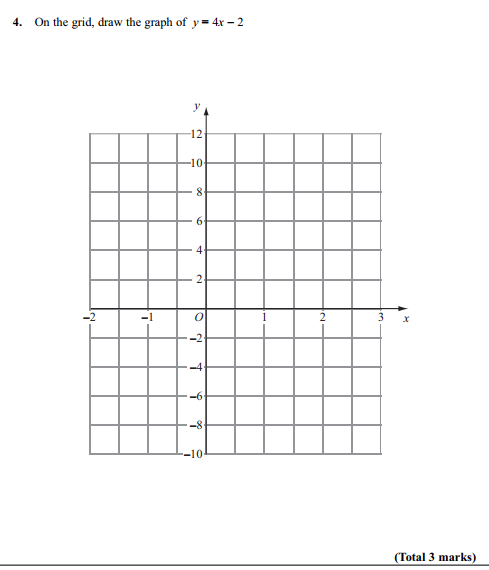 4. On the grid, draw the graph of y = 4x – 2
y
12
10
8
6
4
2
–2 –1 O 1 2 3 x
–2
–4
–6
–8
–10
(Total 3 marks)